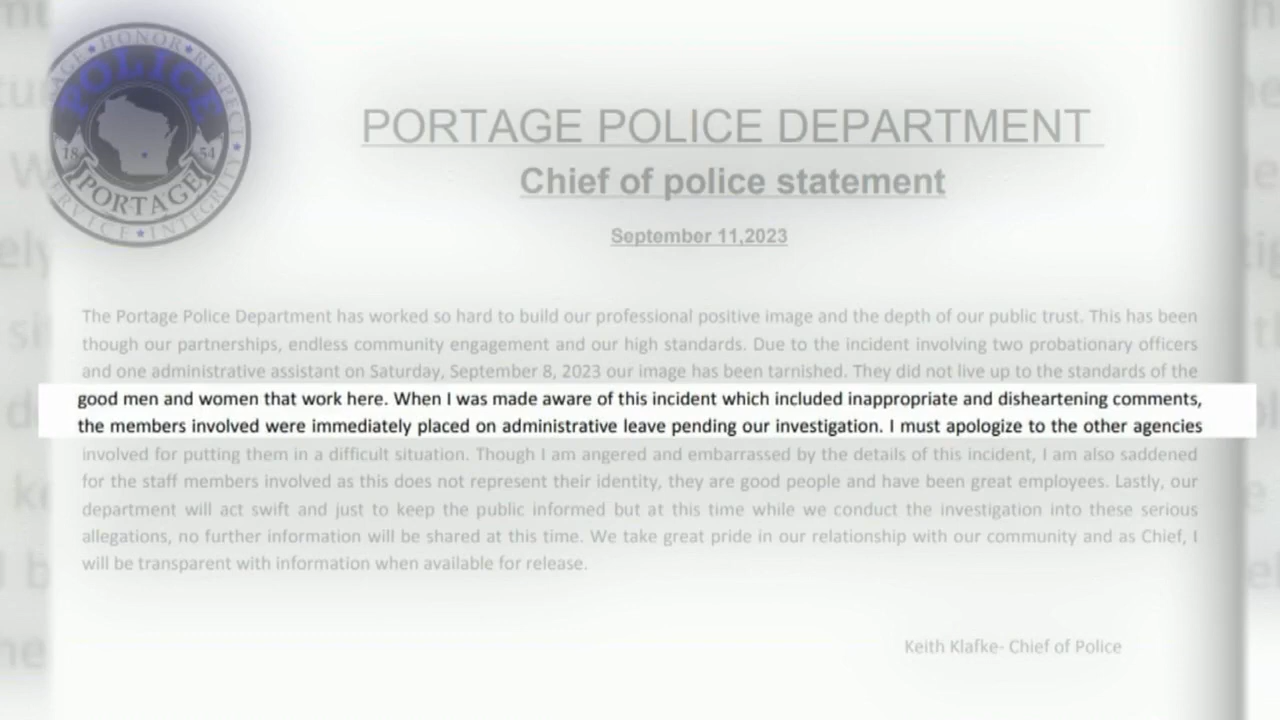 COURAGE ★ HONOR ★ RESPECT
POLICE
18 54
PORTAGE
SERVICE ★ INTEGRITY
PORTAGE POLICE DEPARTMENT
Chief of police statement
September 11,2023
The Portage Police Department has worked so hard to build our professional positive image and the depth of our public trust. This has been
though our partnerships, endless community engagement and our high standards. Due to the incident involving two probationary officers
and one administrative assistant on Saturday, September 8, 2023 our image has been tarnished. They did not live up to the standards of the
good men and women that work here. When I was made aware of this incident which included inappropriate and disheartening comments,
the members involved were immediately placed on administrative leave pending our investigation. I must apologize to the other agencies
involved for putting them in a difficult situation. Though I am angered and embarrassed by the details of this incident, I am also saddened
for the staff members involved as this does not represent their identity, they are good people and have been great employees. Lastly, our
department will act swift and just to keep the public informed but at this time while we conduct the investigation into these serious
allegations, no further information will be shared at this time. We take great pride in our relationship with our community and as Chief, I
will be transparent with information when available for release.
Keith Klafke- Chief of Police